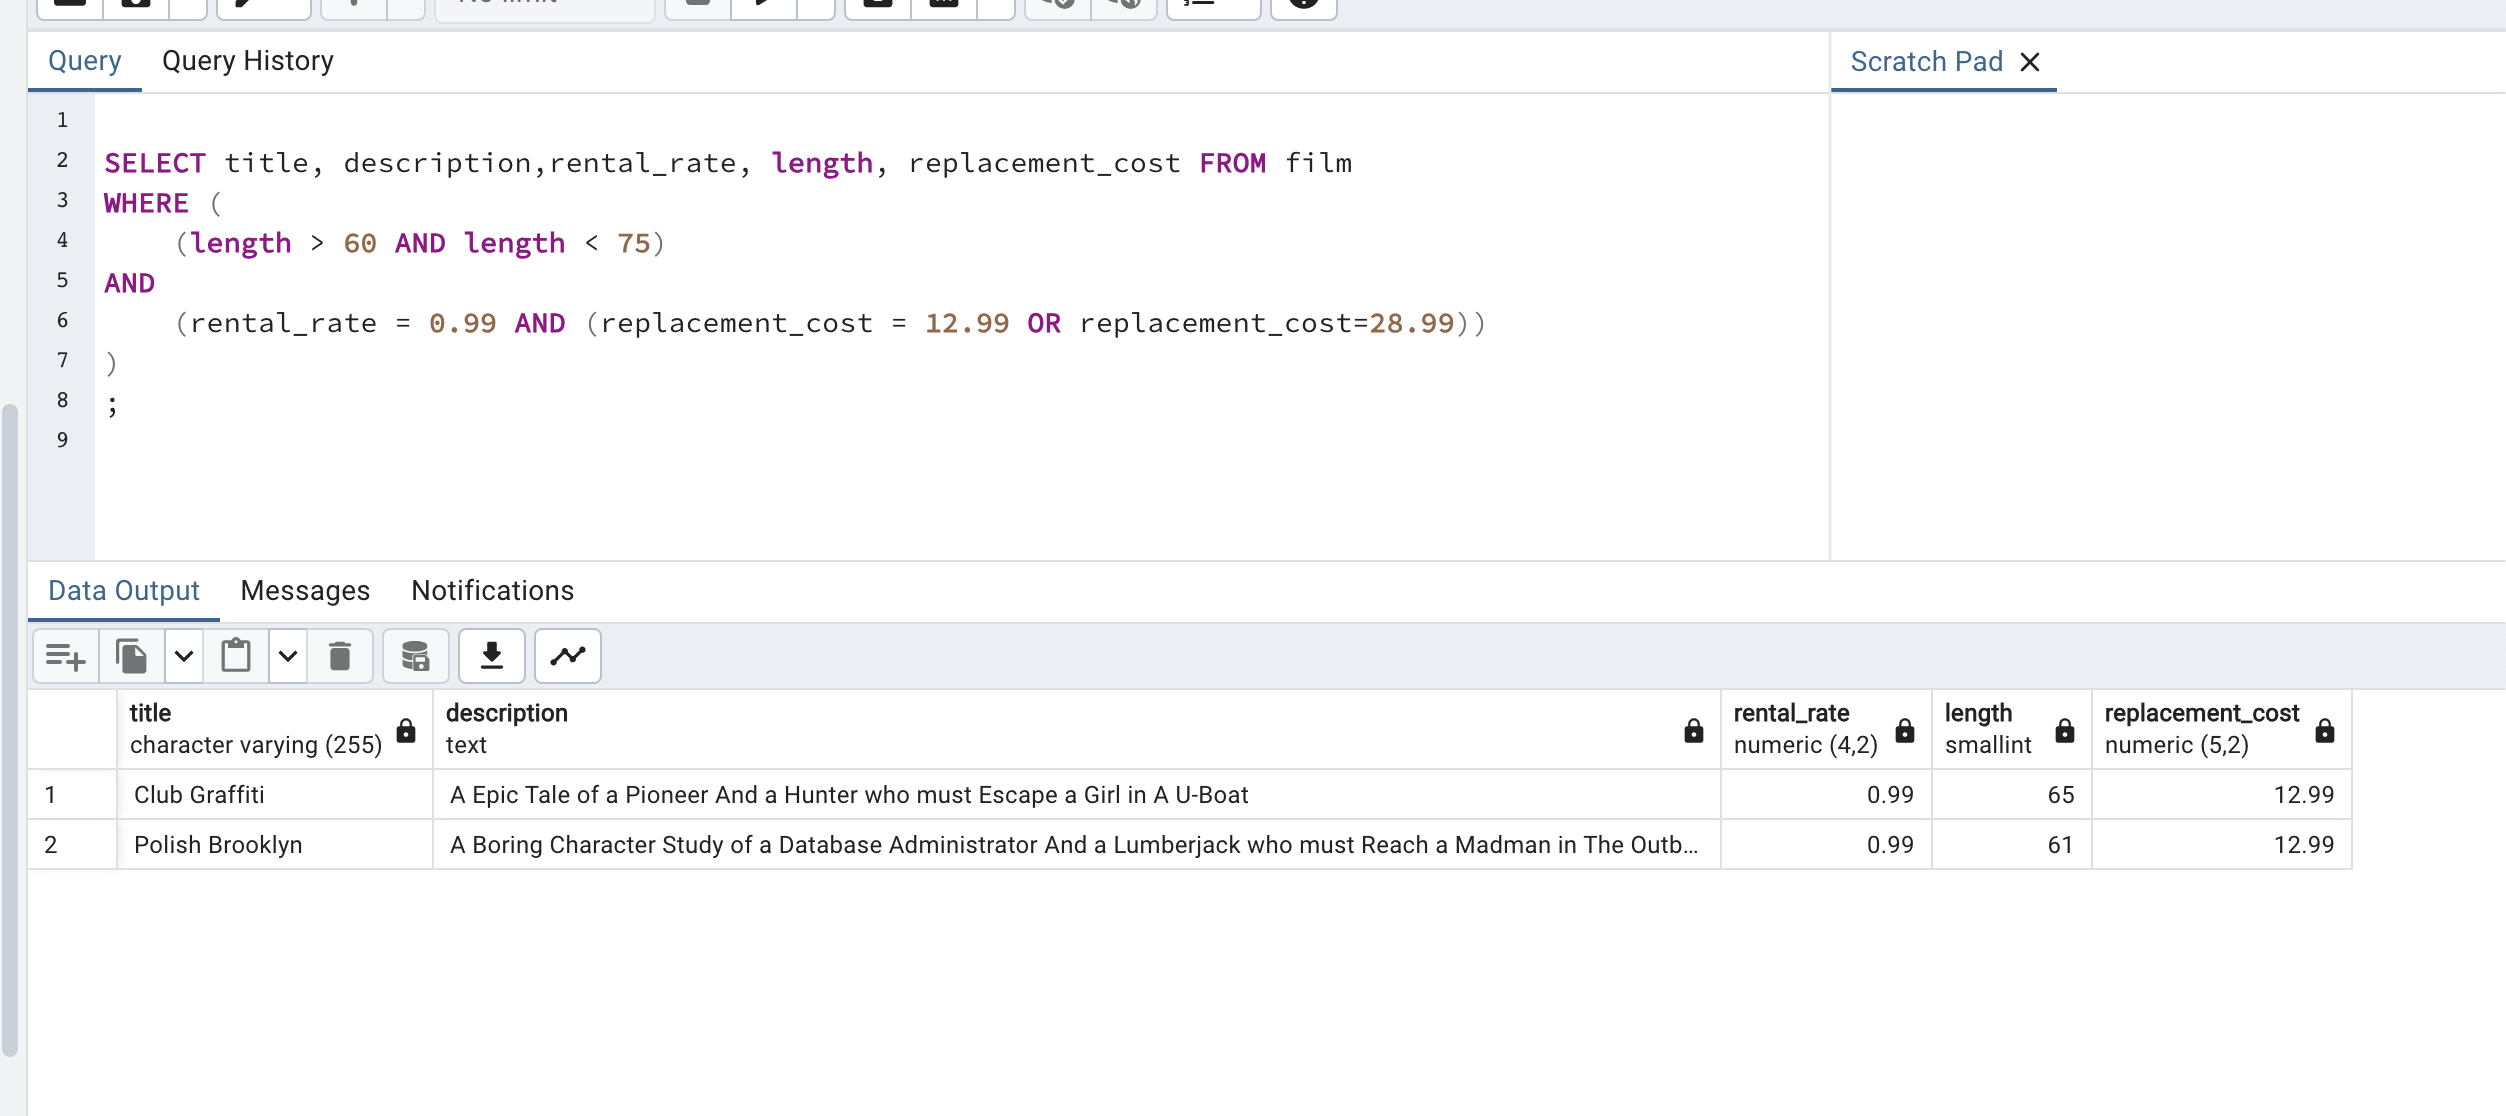 Query Query History Scratch Pad
1
2 SELECT title, description,rental_rate, length, replacement_cost FROM film
3 WHERE (
4 (length > 60 AND length < 75)
5 AND
6 (rental_rate = 0.99 AND (replacement_cost = 12.99 OR replacement_cost=28.99))
7 )
8 ;
9
Data Output Messages Notifications
title description rental_rate length replacement_cost
character varying (255) text numeric (4,2) smallint numeric (5,2)
1 Club Graffiti A Epic Tale of a Pioneer And a Hunter who must Escape a Girl in A U-Boat 0.99 65 12.99
2 Polish Brooklyn A Boring Character Study of a Database Administrator And a Lumberjack who must Reach a Madman in The Outb... 0.99 61 12.99